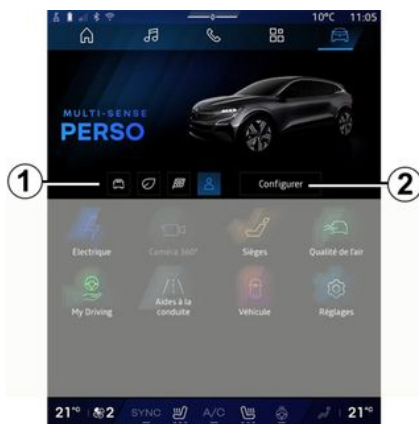 10°C 11:05
MULTI-SENSE
PERSO
1
Configurer
2
Electrique
Caméra 360°
Sièges
Qualité de l'air
My Driving
Aides à la
conduite
Véhicule
Réglages
21°C 2 SYNC A/C 21°C